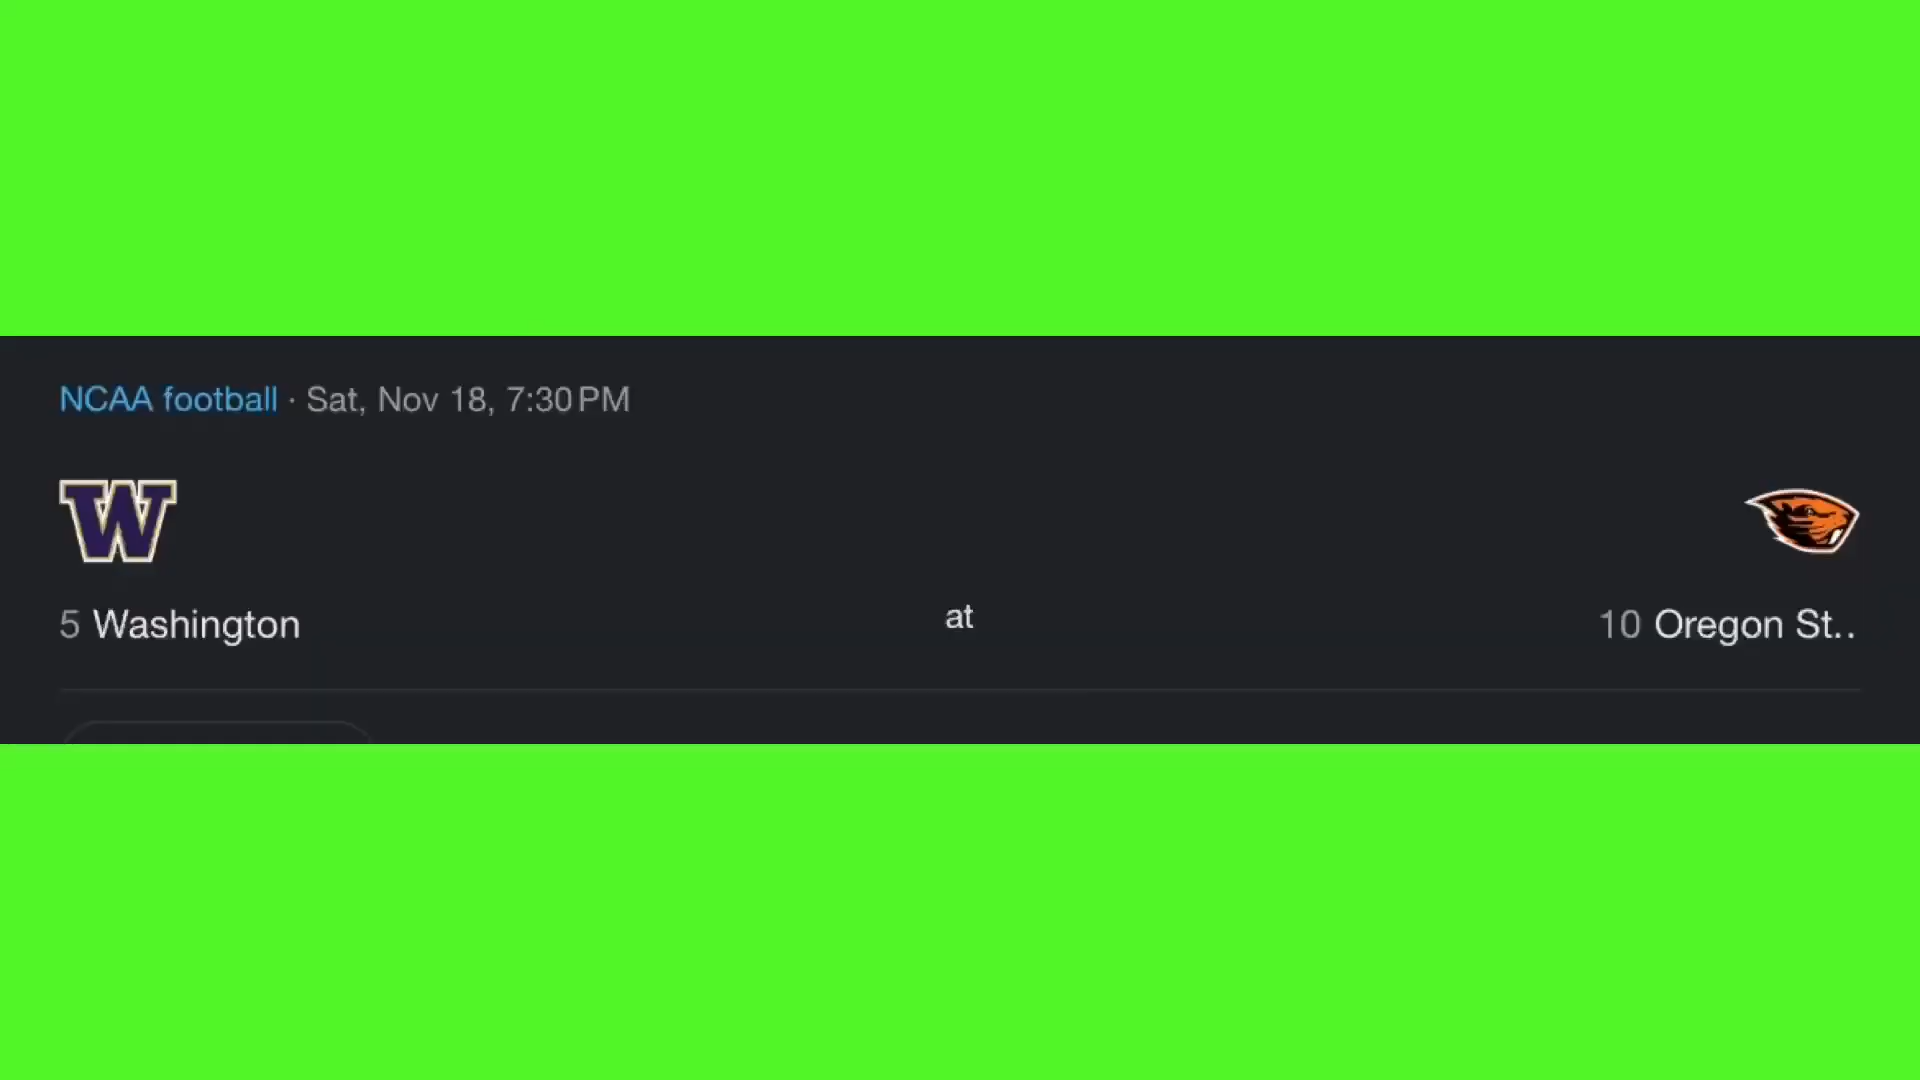 NCAA football · Sat, Nov 18, 7:30 PM
W
5 Washington at 10 Oregon St..